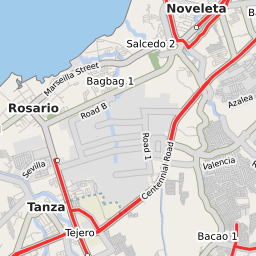 Noveleta
Salcedo 2
Marseilla Street
Bagbag 1
Rosario
Road B
Azalea
Road 1
Centennial Road
Valencia
Sevilla
Tanza
Tejero
Bacao 1